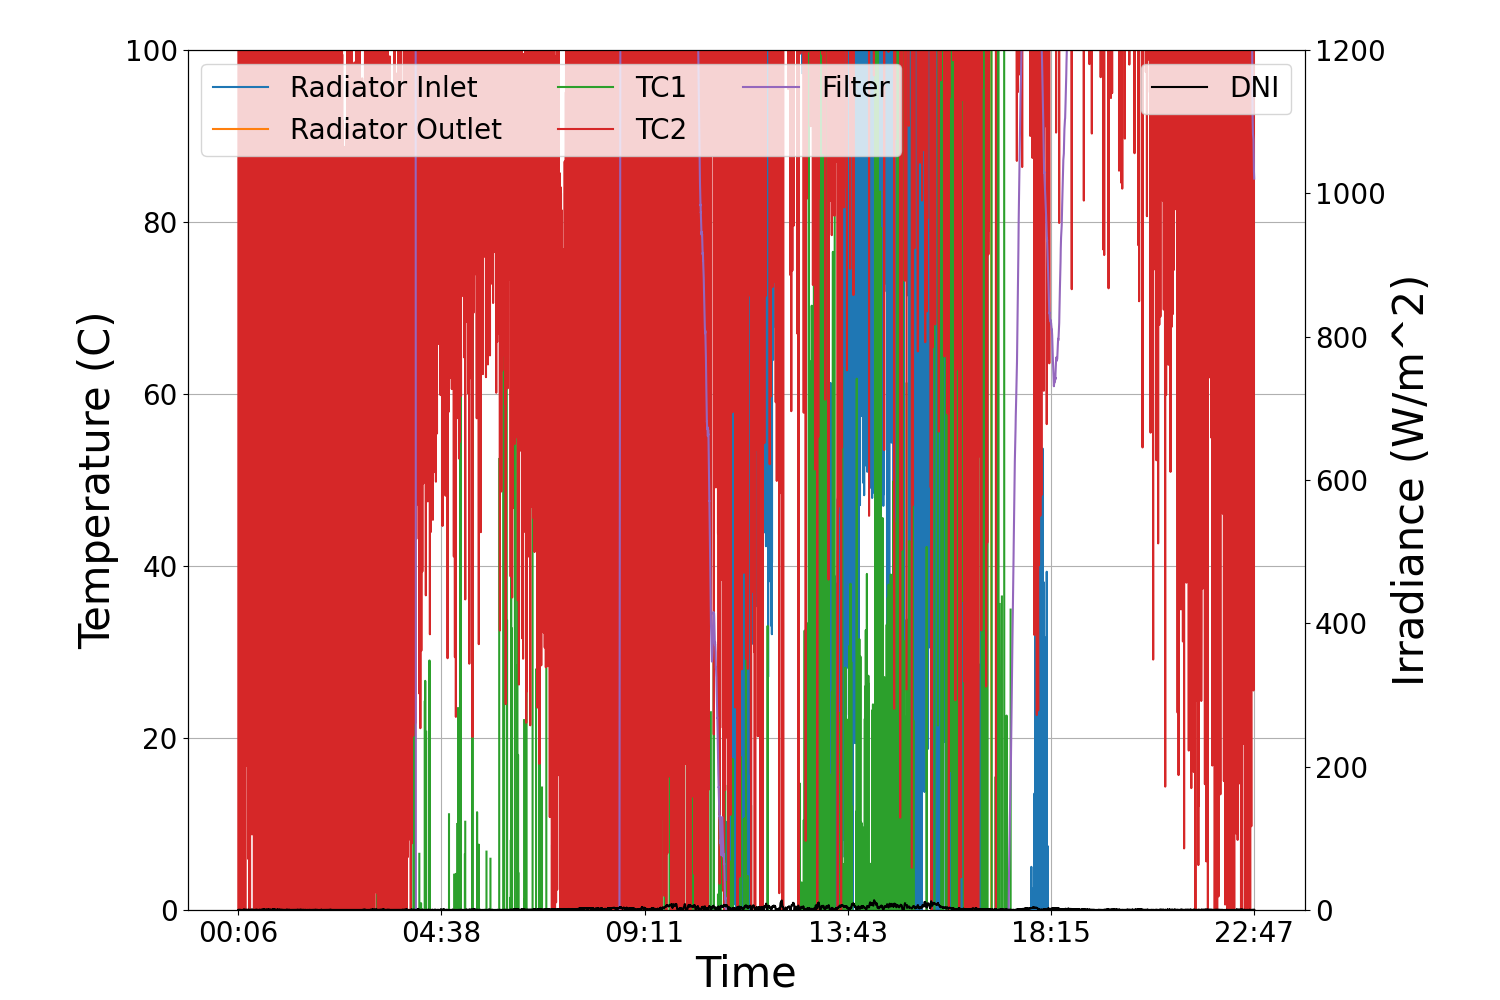 100
80
60
40
20
0
Temperature (C)
Radiator Inlet
Radiator Outlet
TC1
TC2
Filter
DNI
1200
1000
800
600
400
200
0
Irradiance (W/m^2)
00:06
04:38
09:11
13:43
18:15
22:47
Time